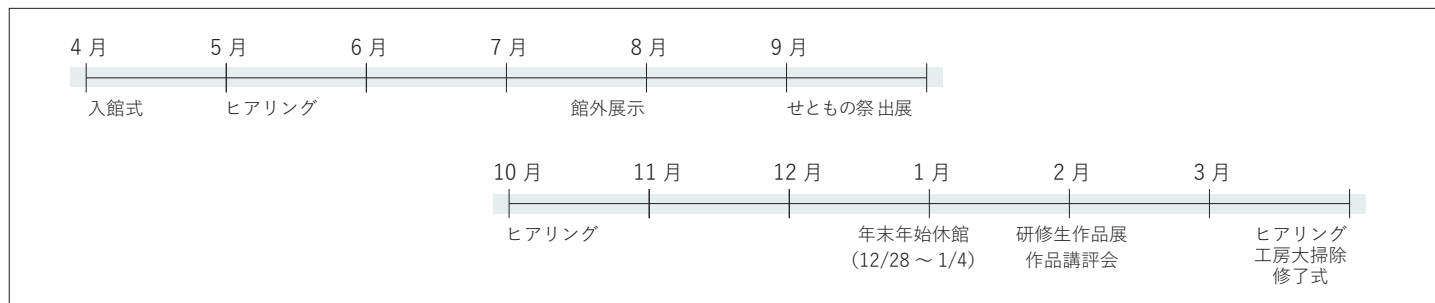 4 月 5 月 6 月 7 月 8 月 9 月
入館式 ヒアリング 館外展示 せともの祭 出展
10 月 11 月 12 月 1 月 2 月 3 月
ヒアリング 年末年始休館 研修生作品展 ヒアリング
(12/28 ～ 1/4) 作品講評会 工房大掃除
修了式